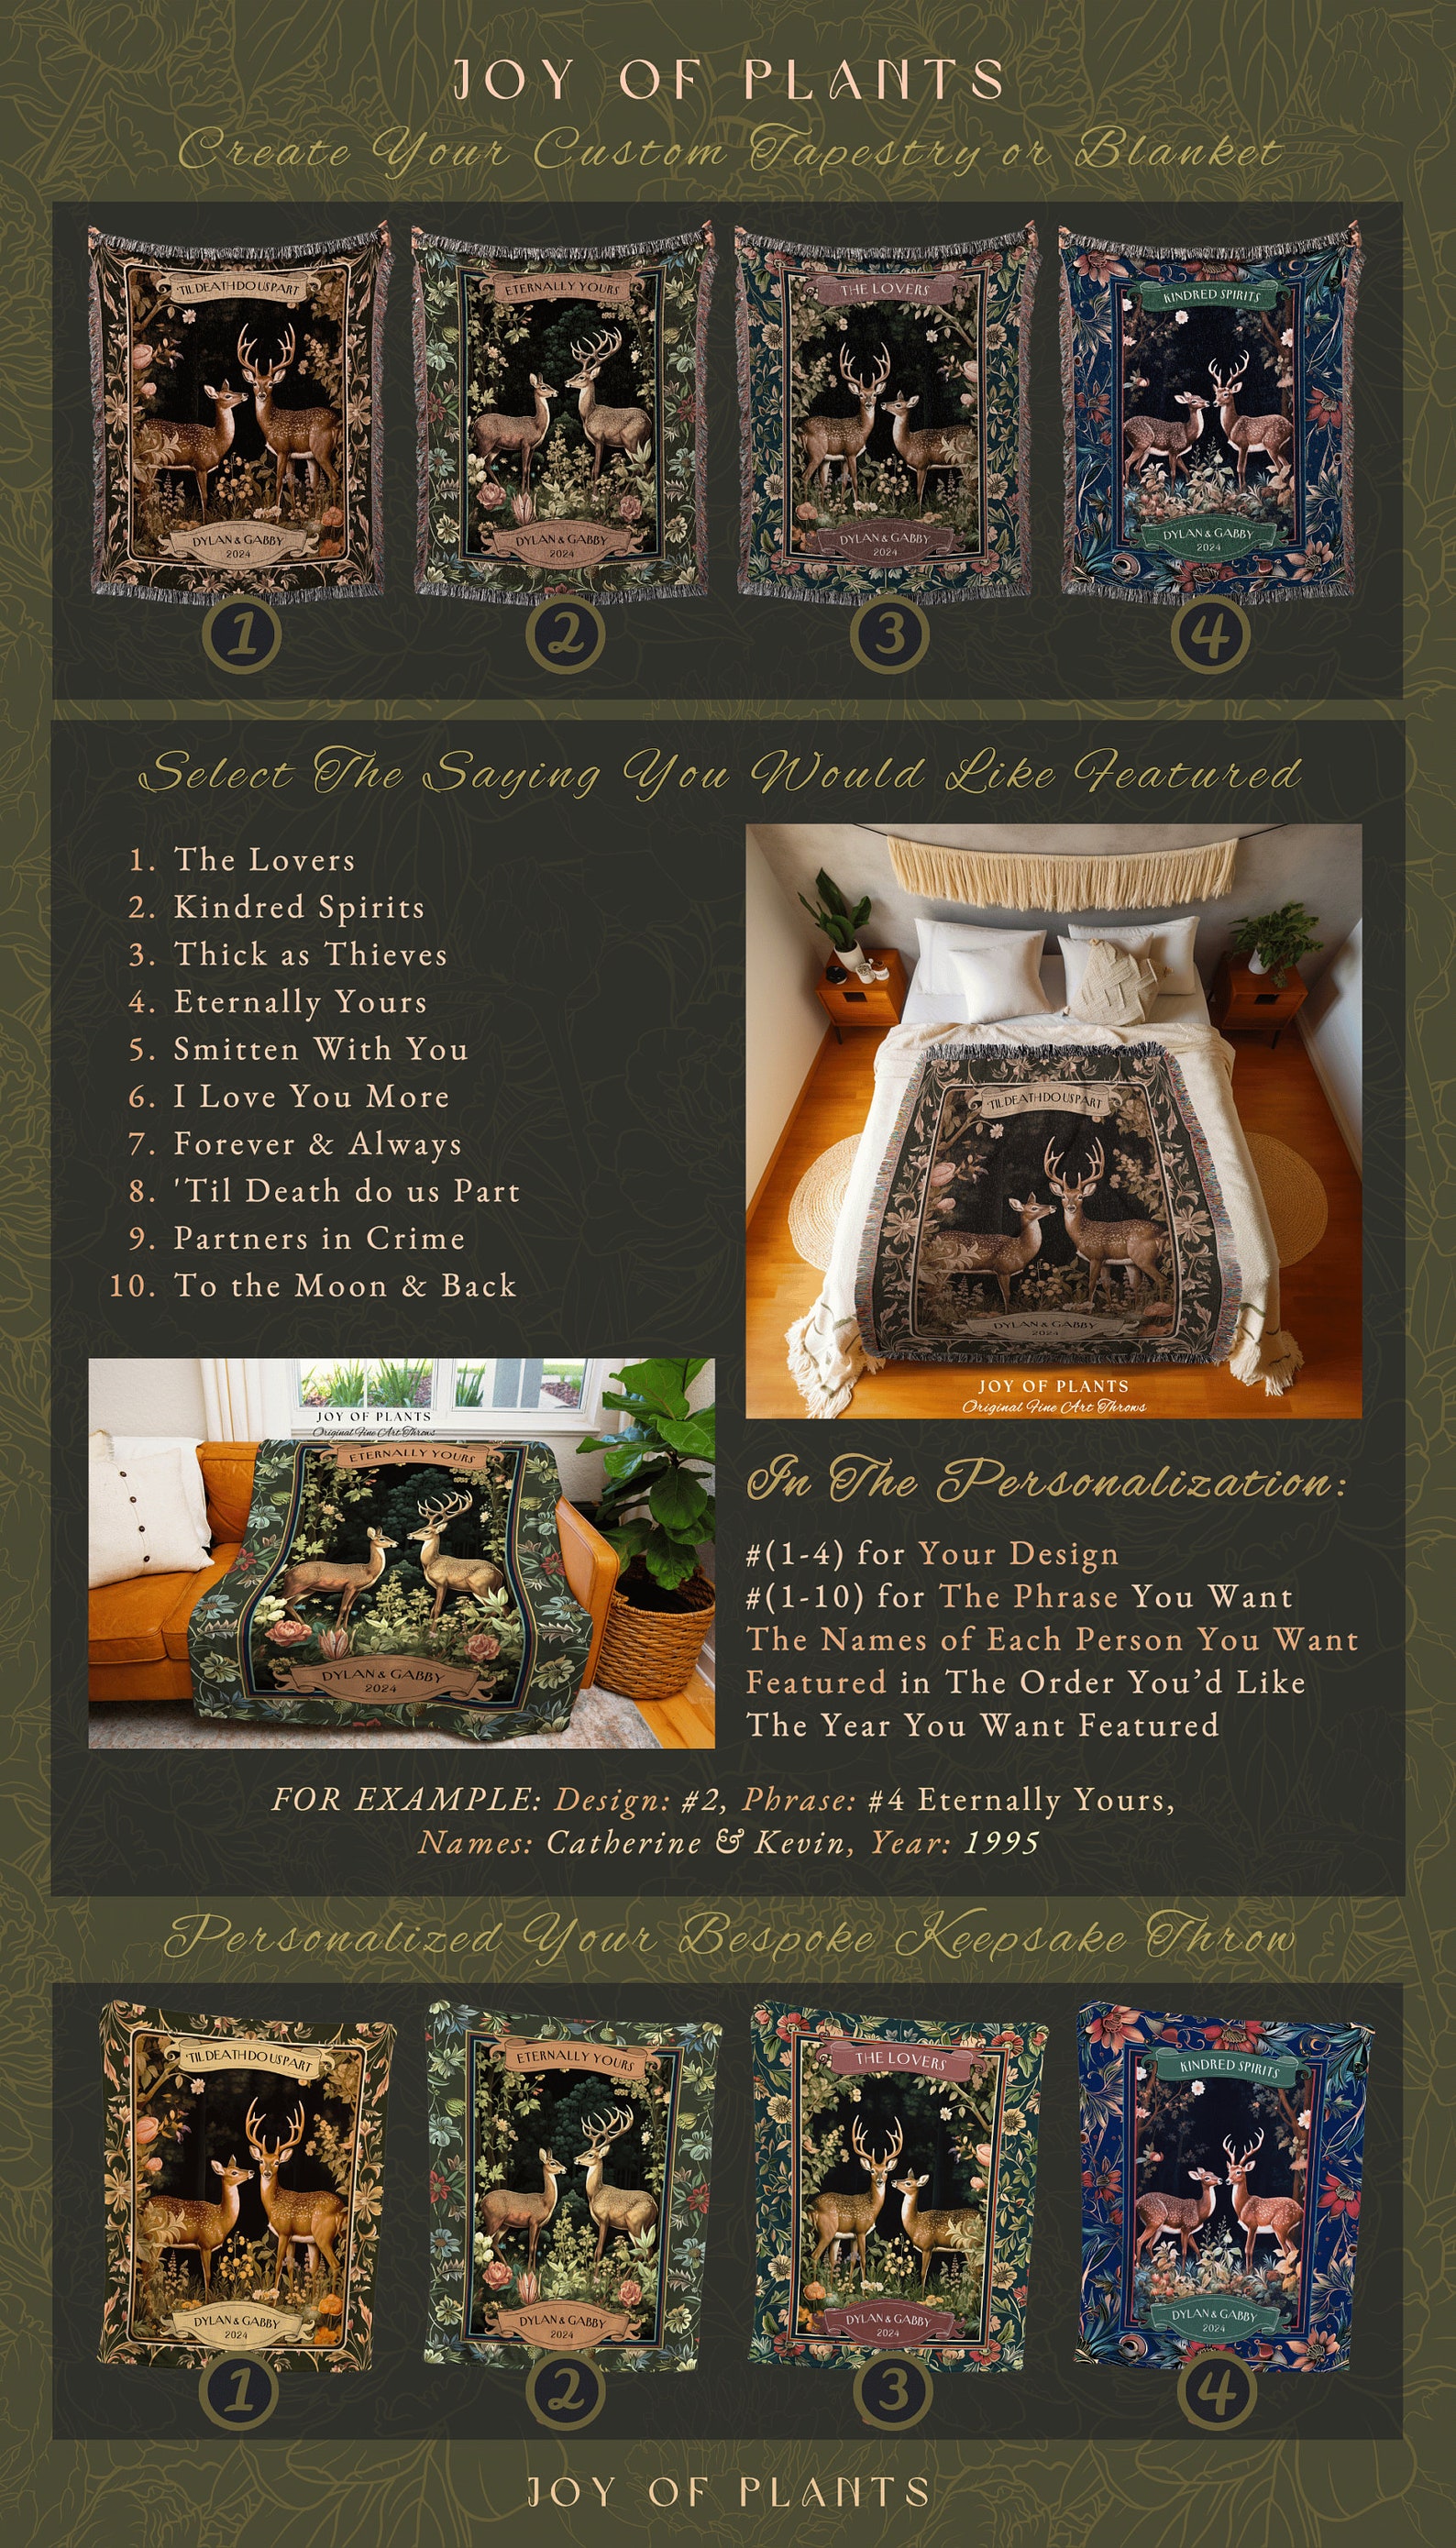 JOY OF PLANTS
Create Your Custom Tapestry or Blanket
'TIL DEATH DO US PART
ETERNALLY YOURS
THE LOVERS
KINDRED SPIRITS
DYLAN & GABBY
2024
DYLAN & GABBY
2024
DYLAN & GABBY
2024
DYLAN & GABBY
2024
1
2
3
4
Select The Saying You Would Like Featured
1. The Lovers
2. Kindred Spirits
3. Thick as Thieves
4. Eternally Yours
5. Smitten With You
6. I Love You More
7. Forever & Always
8. 'Til Death do us Part
9. Partners in Crime
10. To the Moon & Back
'TIL DEATH DO US PART
DYLAN & GABBY
2024
JOY OF PLANTS
Original Fine Art Throws
JOY OF PLANTS
Original Fine Art Throws
ETERNALLY YOURS
DYLAN & GABBY
2024
In The Personalization:
#(1-4) for Your Design
#(1-10) for The Phrase You Want
The Names of Each Person You Want
Featured in The Order You’d Like
The Year You Want Featured
FOR EXAMPLE: Design: #2, Phrase: #4 Eternally Yours,
Names: Catherine & Kevin, Year: 1995
Personalized Your Bespoke Keepsake Throw
'TIL DEATH DO US PART
ETERNALLY YOURS
THE LOVERS
KINDRED SPIRITS
DYLAN & GABBY
2024
DYLAN & GABBY
2024
DYLAN & GABBY
2024
DYLAN & GABBY
2024
1
2
3
4
JOY OF PLANTS